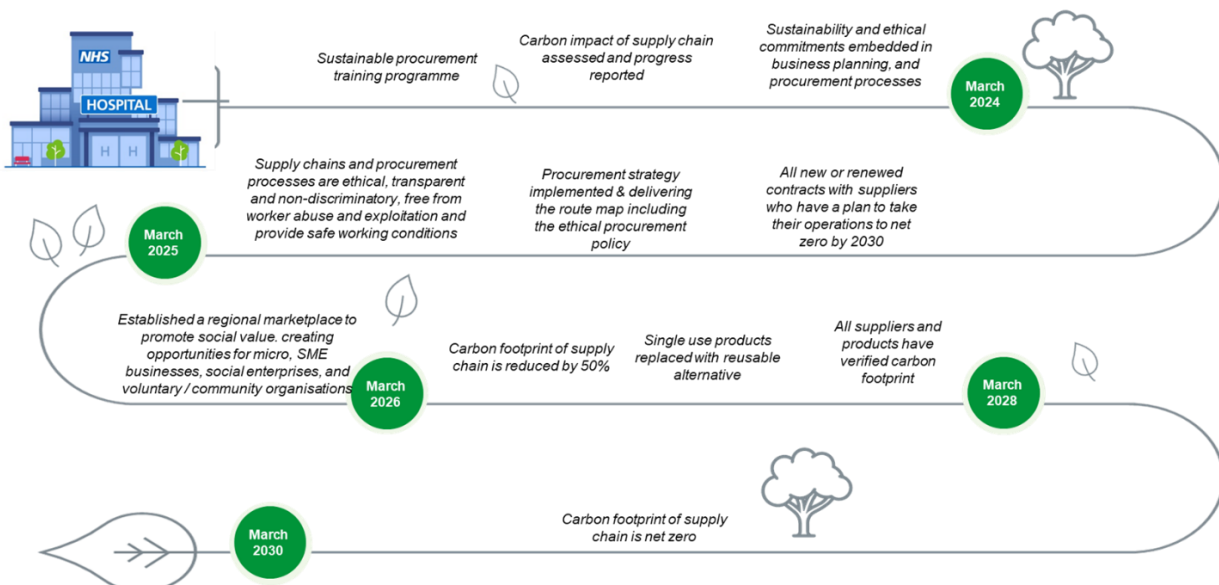 NHS
HOSPITAL
H H
Sustainable procurement
training programme
Carbon impact of supply chain
assessed and progress
reported
Sustainability and ethical
commitments embedded in
business planning, and
procurement processes
March
2024
Supply chains and procurement
processes are ethical, transparent
and non-discriminatory, free from
worker abuse and exploitation and
provide safe working conditions
Procurement strategy
implemented & delivering
the route map including
the ethical procurement
policy
All new or renewed
contracts with suppliers
who have a plan to take
their operations to net
zero by 2030
March
2025
Established a regional marketplace to
promote social value. creating
opportunities for micro, SME
businesses, social enterprises, and
voluntary / community organisations
March
2026
Carbon footprint of supply
chain is reduced by 50%
Single use products
replaced with reusable
alternative
All suppliers and
products have
verified carbon
footprint
March
2028
Carbon footprint of supply
chain is net zero
March
2030